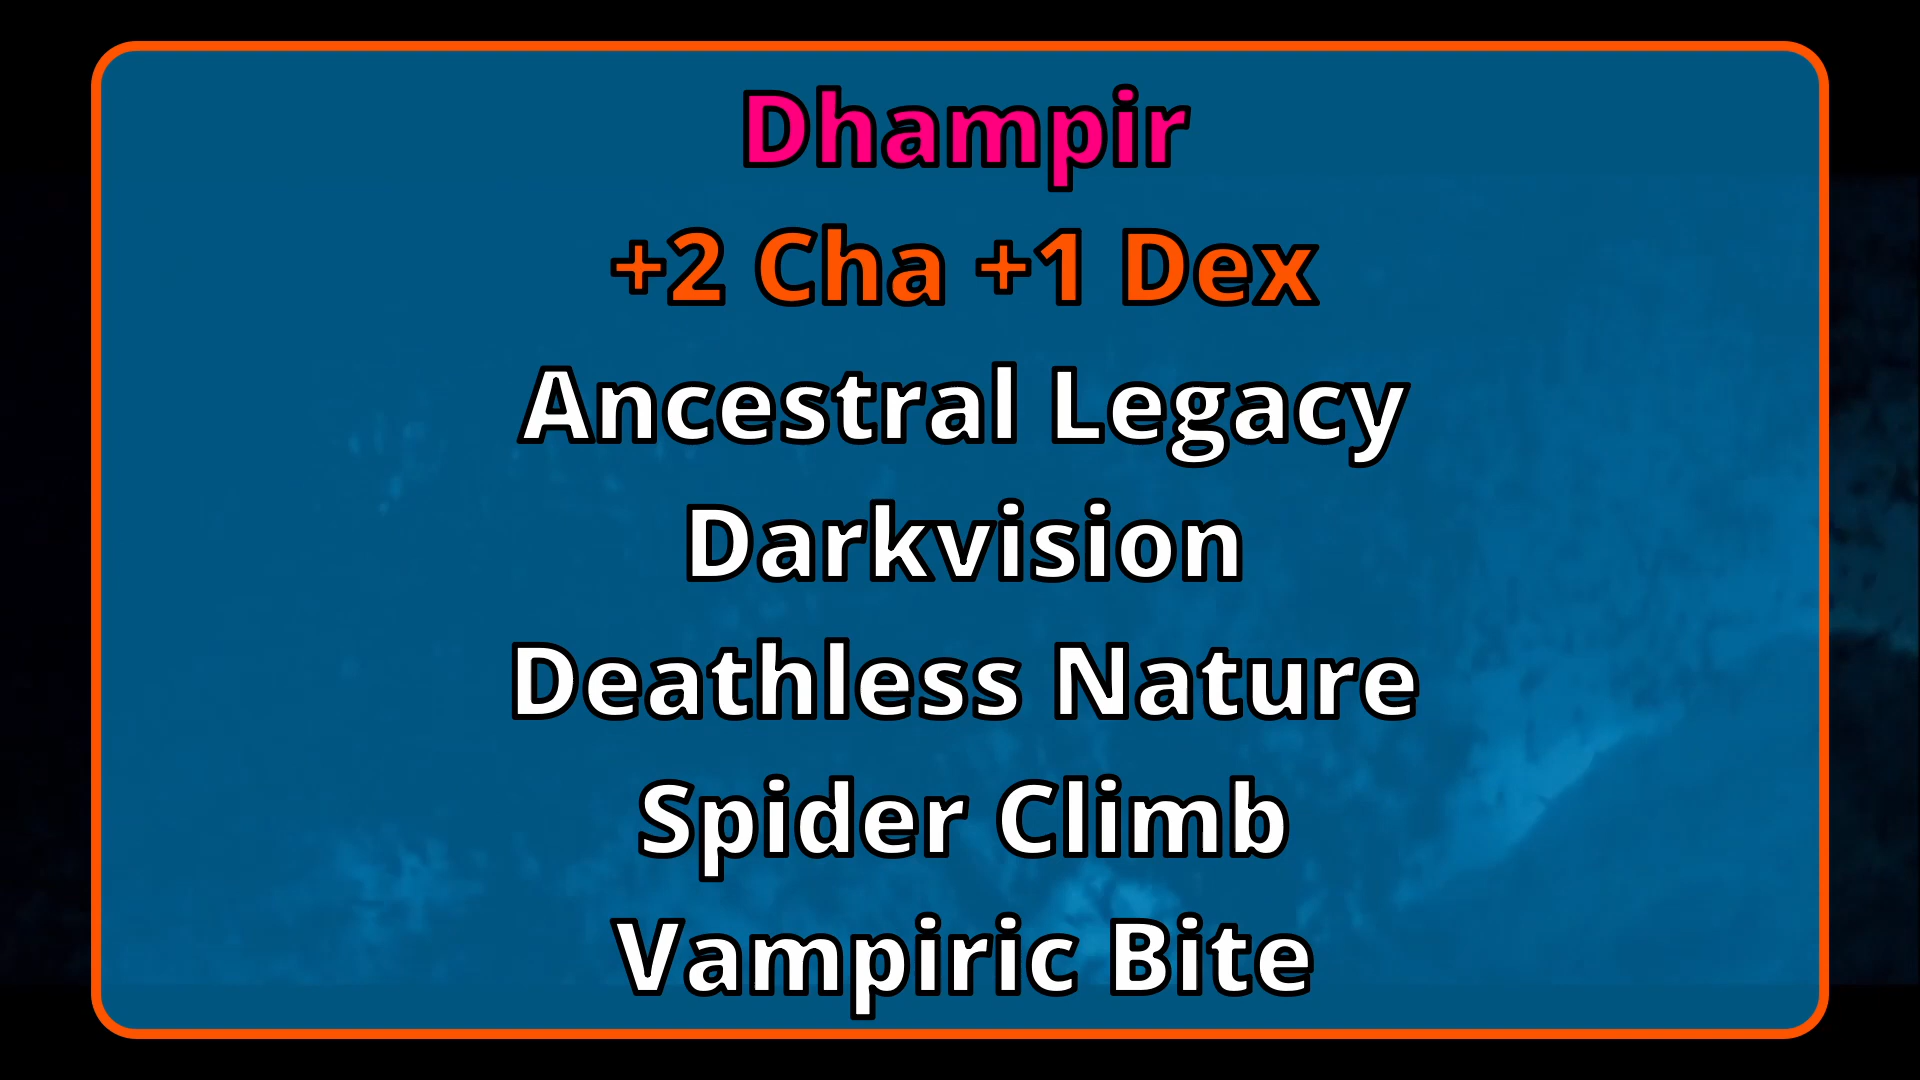 Dhampir
+2 Cha +1 Dex
Ancestral Legacy
Darkvision
Deathless Nature
Spider Climb
Vampiric Bite